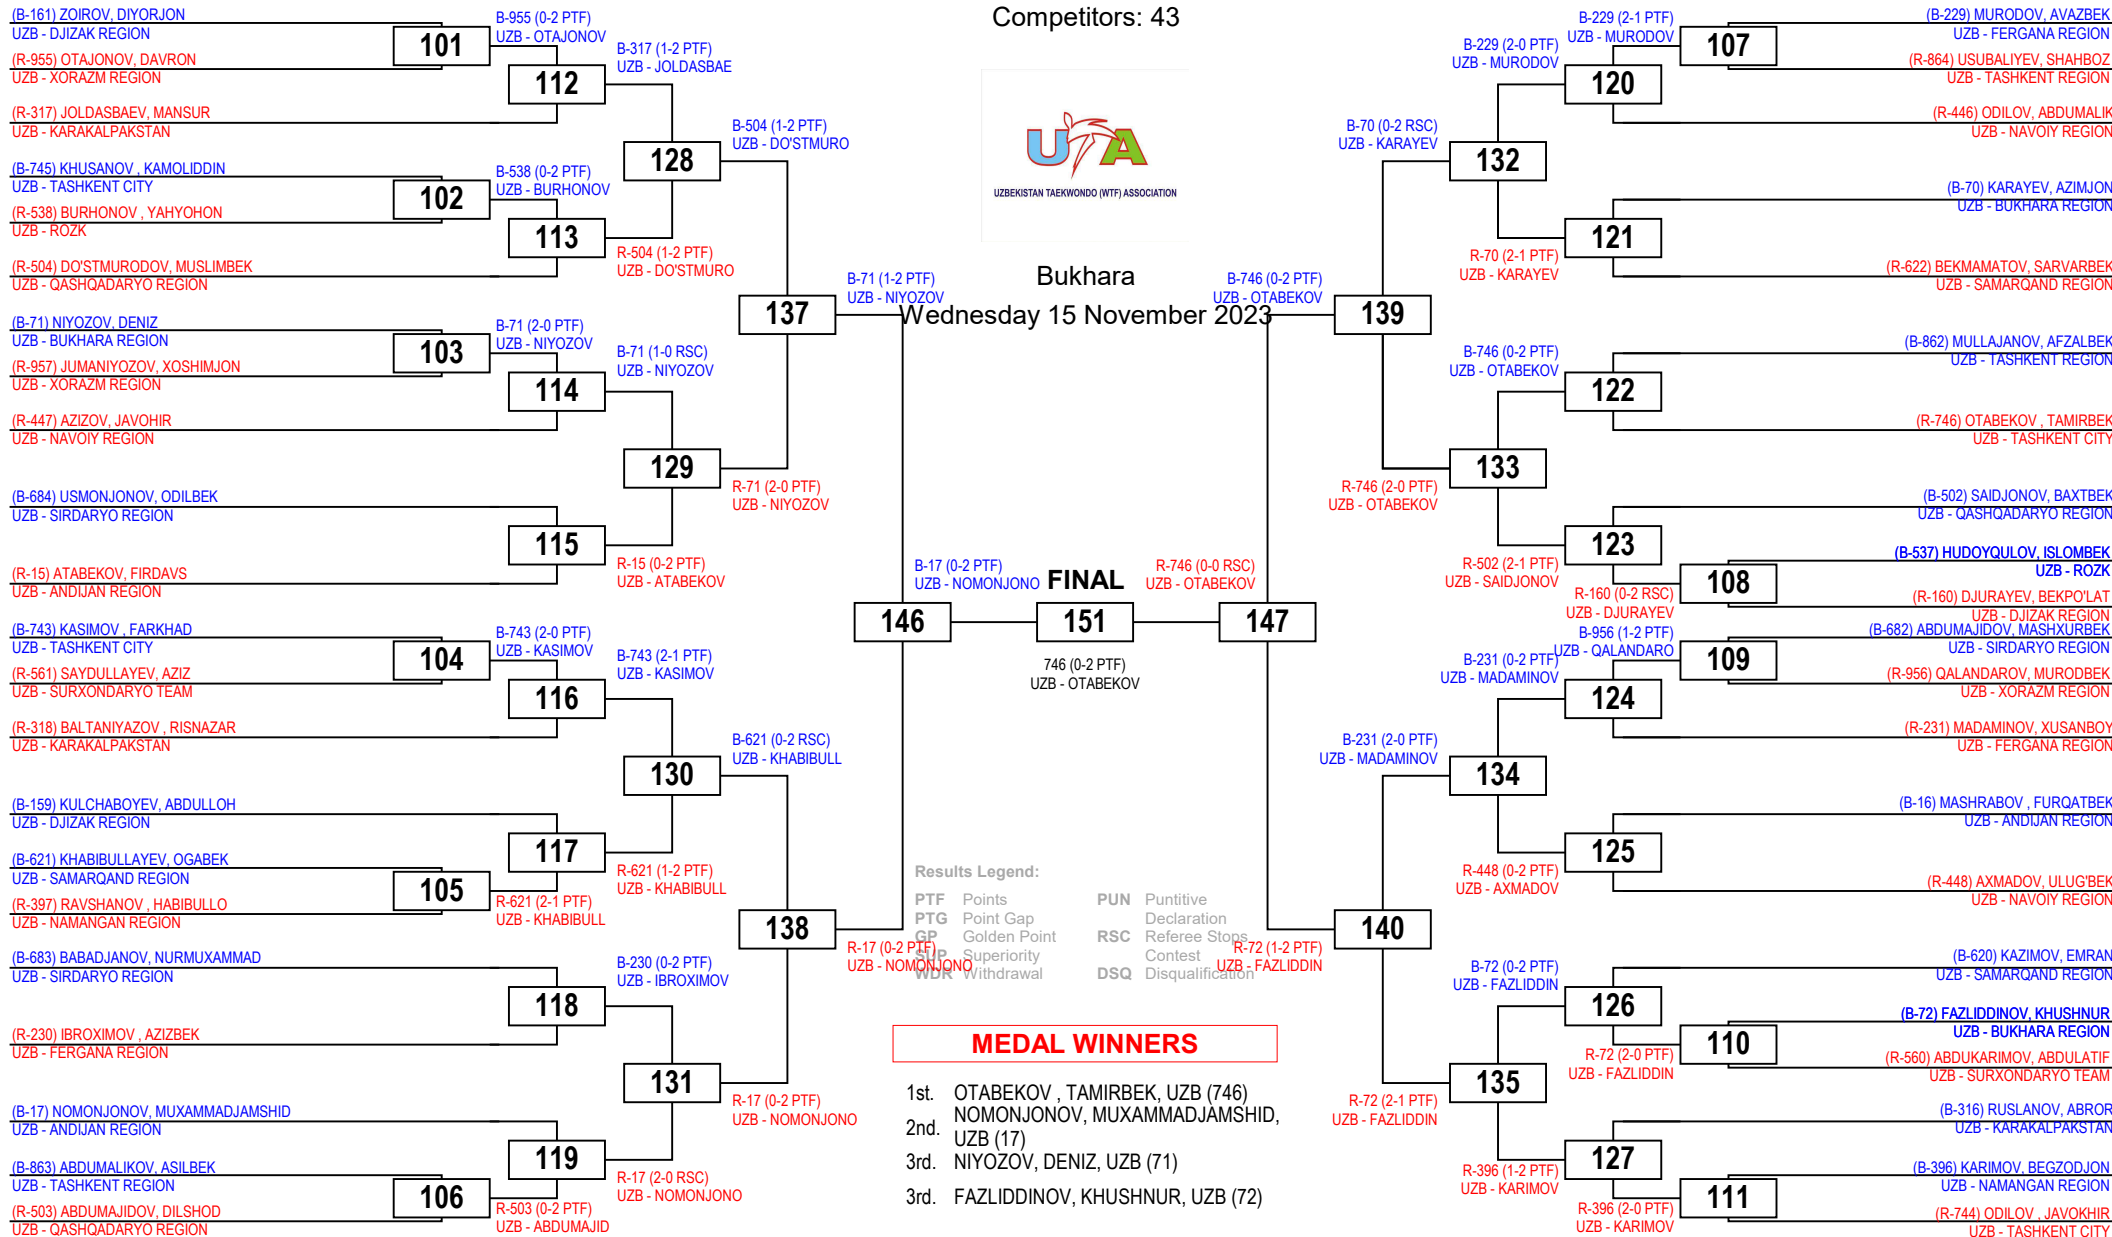 Competitors: 43
UTA
UZBEKISTAN TAEKWONDO (WTF) ASSOCIATION
Bukhara
Wednesday 15 November 2023
(B-161) ZOIROV, DIYORJON
UZB - DJIZAK REGION
(R-955) OTAJONOV, DAVRON
UZB - XORAZM REGION
(R-317) JOLDASBAEV, MANSUR
UZB - KARAKALPAKSTAN
(B-745) KHUSANOV , KAMOLIDDIN
UZB - TASHKENT CITY
(R-538) BURHONOV , YAHYOHON
UZB - ROZK
(R-504) DO'STMURODOV, MUSLIMBEK
UZB - QASHQADARYO REGION
(B-71) NIYOZOV, DENIZ
UZB - BUKHARA REGION
(R-957) JUMANIYOZOV, XOSHIMJON
UZB - XORAZM REGION
(R-447) AZIZOV, JAVOHIR
UZB - NAVOIY REGION
(B-684) USMONJONOV, ODILBEK
UZB - SIRDARYO REGION
(R-15) ATABEKOV, FIRDAVS
UZB - ANDIJAN REGION
(B-743) KASIMOV , FARKHAD
UZB - TASHKENT CITY
(R-561) SAYDULLAYEV, AZIZ
UZB - SURXONDARYO TEAM
(R-318) BALTANIYAZOV , RISNAZAR
UZB - KARAKALPAKSTAN
(B-159) KULCHABOYEV, ABDULLOH
UZB - DJIZAK REGION
(B-621) KHABIBULLAYEV, OGABEK
UZB - SAMARQAND REGION
(R-397) RAVSHANOV , HABIBULLO
UZB - NAMANGAN REGION
(B-683) BABADJANOV, NURMUXAMMAD
UZB - SIRDARYO REGION
(R-230) IBROXIMOV , AZIZBEK
UZB - FERGANA REGION
(B-17) NOMONJONOV, MUXAMMADJAMSHID
UZB - ANDIJAN REGION
(B-863) ABDUMALIKOV, ASILBEK
UZB - TASHKENT REGION
(R-503) ABDUMAJIDOV, DILSHOD
UZB - QASHQADARYO REGION
101
B-955 (0-2 PTF)
UZB - OTAJONOV
102
B-538 (0-2 PTF)
UZB - BURHONOV
103
B-71 (2-0 PTF)
UZB - NIYOZOV
104
B-743 (2-0 PTF)
UZB - KASIMOV
105
R-621 (2-1 PTF)
UZB - KHABIBULL
106
R-503 (0-2 PTF)
UZB - ABDUMAJID
112
B-317 (1-2 PTF)
UZB - JOLDASBAE
113
R-504 (1-2 PTF)
UZB - DO'STMURO
114
B-71 (1-0 RSC)
UZB - NIYOZOV
115
R-15 (0-2 PTF)
UZB - ATABEKOV
116
B-743 (2-1 PTF)
UZB - KASIMOV
117
R-621 (1-2 PTF)
UZB - KHABIBULL
118
B-230 (0-2 PTF)
UZB - IBROXIMOV
119
R-17 (2-0 RSC)
UZB - NOMONJONO
128
B-504 (1-2 PTF)
UZB - DO'STMURO
129
R-71 (2-0 PTF)
UZB - NIYOZOV
130
B-621 (0-2 RSC)
UZB - KHABIBULL
131
R-17 (0-2 PTF)
UZB - NOMONJONO
137
B-71 (1-2 PTF)
UZB - NIYOZOV
138
R-17 (0-2 PTF)
UZB - NOMONJONO
146
B-17 (0-2 PTF)
UZB - NOMONJONO
FINAL
151
746 (0-2 PTF)
UZB - OTABEKOV
R-746 (0-0 RSC)
UZB - OTABEKOV
147
B-746 (0-2 PTF)
UZB - OTABEKOV
139
R-72 (1-2 PTF)
UZB - FAZLIDDIN
140
B-70 (0-2 RSC)
UZB - KARAYEV
132
R-746 (2-0 PTF)
UZB - OTABEKOV
133
B-231 (2-0 PTF)
UZB - MADAMINOV
134
R-72 (2-1 PTF)
UZB - FAZLIDDIN
135
B-229 (2-0 PTF)
UZB - MURODOV
120
R-70 (2-1 PTF)
UZB - KARAYEV
121
B-746 (0-2 PTF)
UZB - OTABEKOV
122
R-502 (2-1 PTF)
UZB - SAIDJONOV
123
B-231 (0-2 PTF)
UZB - MADAMINOV
124
R-448 (0-2 PTF)
UZB - AXMADOV
125
B-72 (0-2 PTF)
UZB - FAZLIDDIN
126
R-396 (1-2 PTF)
UZB - KARIMOV
127
B-229 (2-1 PTF)
UZB - MURODOV
107
R-160 (0-2 RSC)
UZB - DJURAYEV
108
B-956 (1-2 PTF)
UZB - QALANDARO
109
R-72 (2-0 PTF)
UZB - FAZLIDDIN
110
R-396 (2-0 PTF)
UZB - KARIMOV
111
(B-229) MURODOV, AVAZBEK
UZB - FERGANA REGION
(R-864) USUBALIYEV, SHAHBOZ
UZB - TASHKENT REGION
(R-446) ODILOV, ABDUMALIK
UZB - NAVOIY REGION
(B-70) KARAYEV, AZIMJON
UZB - BUKHARA REGION
(R-622) BEKMAMATOV, SARVARBEK
UZB - SAMARQAND REGION
(B-862) MULLAJANOV, AFZALBEK
UZB - TASHKENT REGION
(R-746) OTABEKOV , TAMIRBEK
UZB - TASHKENT CITY
(B-502) SAIDJONOV, BAXTBEK
UZB - QASHQADARYO REGION
(B-537) HUDOYQULOV, ISLOMBEK
UZB - ROZK
(R-160) DJURAYEV, BEKPO'LAT
UZB - DJIZAK REGION
(B-682) ABDUMAJIDOV, MASHXURBEK
UZB - SIRDARYO REGION
(R-956) QALANDAROV, MURODBEK
UZB - XORAZM REGION
(R-231) MADAMINOV, XUSANBOY
UZB - FERGANA REGION
(B-16) MASHRABOV , FURQATBEK
UZB - ANDIJAN REGION
(R-448) AXMADOV, ULUG'BEK
UZB - NAVOIY REGION
(B-620) KAZIMOV, EMRAN
UZB - SAMARQAND REGION
(B-72) FAZLIDDINOV, KHUSHNUR
UZB - BUKHARA REGION
(R-560) ABDUKARIMOV, ABDULATIF
UZB - SURXONDARYO TEAM
(B-316) RUSLANOV, ABROR
UZB - KARAKALPAKSTAN
(B-396) KARIMOV, BEGZODJON
UZB - NAMANGAN REGION
(R-744) ODILOV , JAVOKHIR
UZB - TASHKENT CITY
Results Legend:
PTF Points
PTG Point Gap
GP Golden Point
SUP Superiority
WDR Withdrawal
PUN Puntitive
Declaration
RSC Referee Stops
Contest
DSQ Disqualification
MEDAL WINNERS
1st. OTABEKOV , TAMIRBEK, UZB (746)
2nd. NOMONJONOV, MUXAMMADJAMSHID,
UZB (17)
3rd. NIYOZOV, DENIZ, UZB (71)
3rd. FAZLIDDINOV, KHUSHNUR, UZB (72)